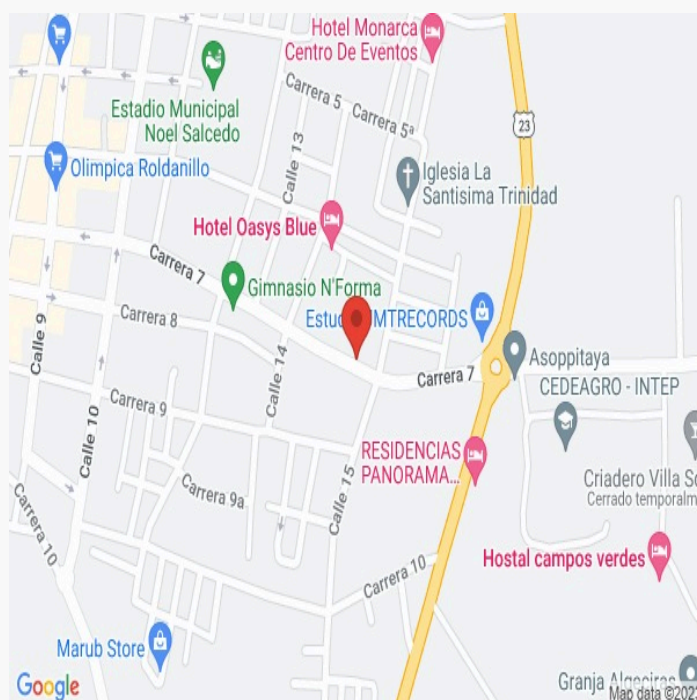 Hotel Monarca
Centro De Eventos
Estadio Municipal
Noel Salcedo
Carrera 5
Carrera 5ª
23
Calle 13
Olimpica Roldanillo
Iglesia La
Santisima Trinidad
Hotel Oasys Blue
Carrera 7
Gimnasio N'Forma
Carrera 8
MTRECORDS
Calle 9
Calle 14
Asoppitaya
Carrera 7
CEDEAGRO - INTEP
Calle 10
Carrera 9
RESIDENCIAS
PANORAMA...
Criadero Villa
Cerrado
Carrera 9a
Calle 15
Carrera 10
Carrera 10
Hostal campos verdes
Marub Store
Granja Algeciras
Google
Map data